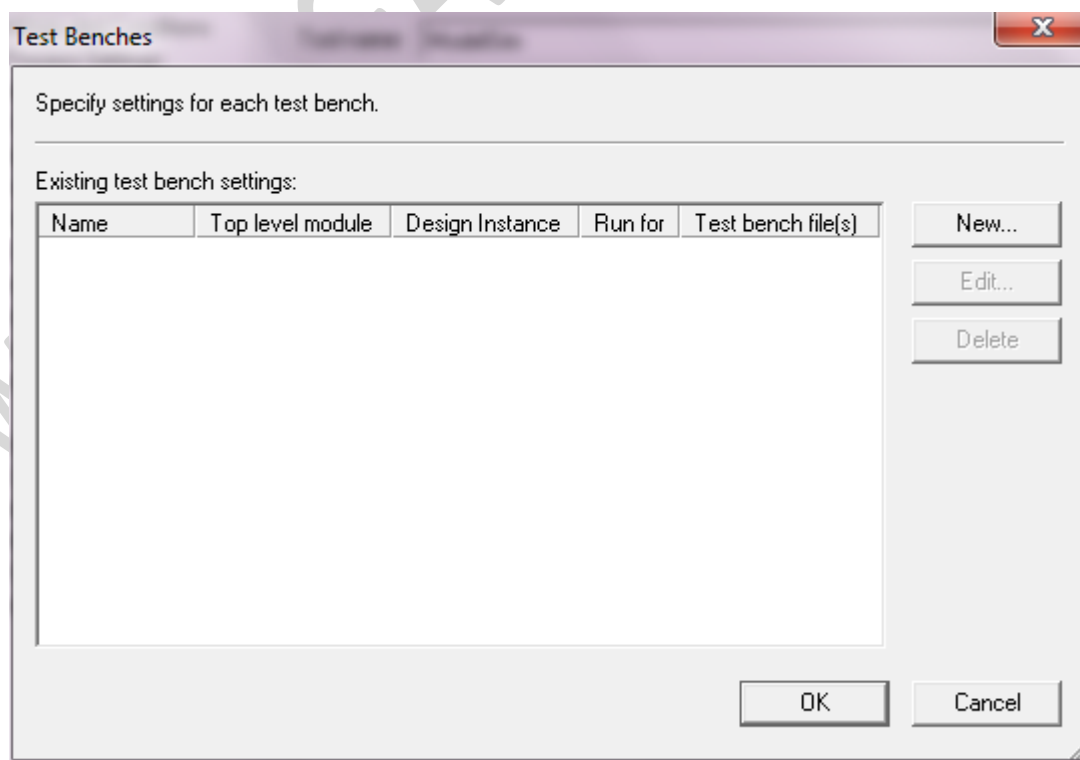 Test Benches
Specify settings for each test bench.
Existing test bench settings:
Name Top level module Design Instance Run for Test bench file(s)
New...
Edit...
Delete
OK Cancel